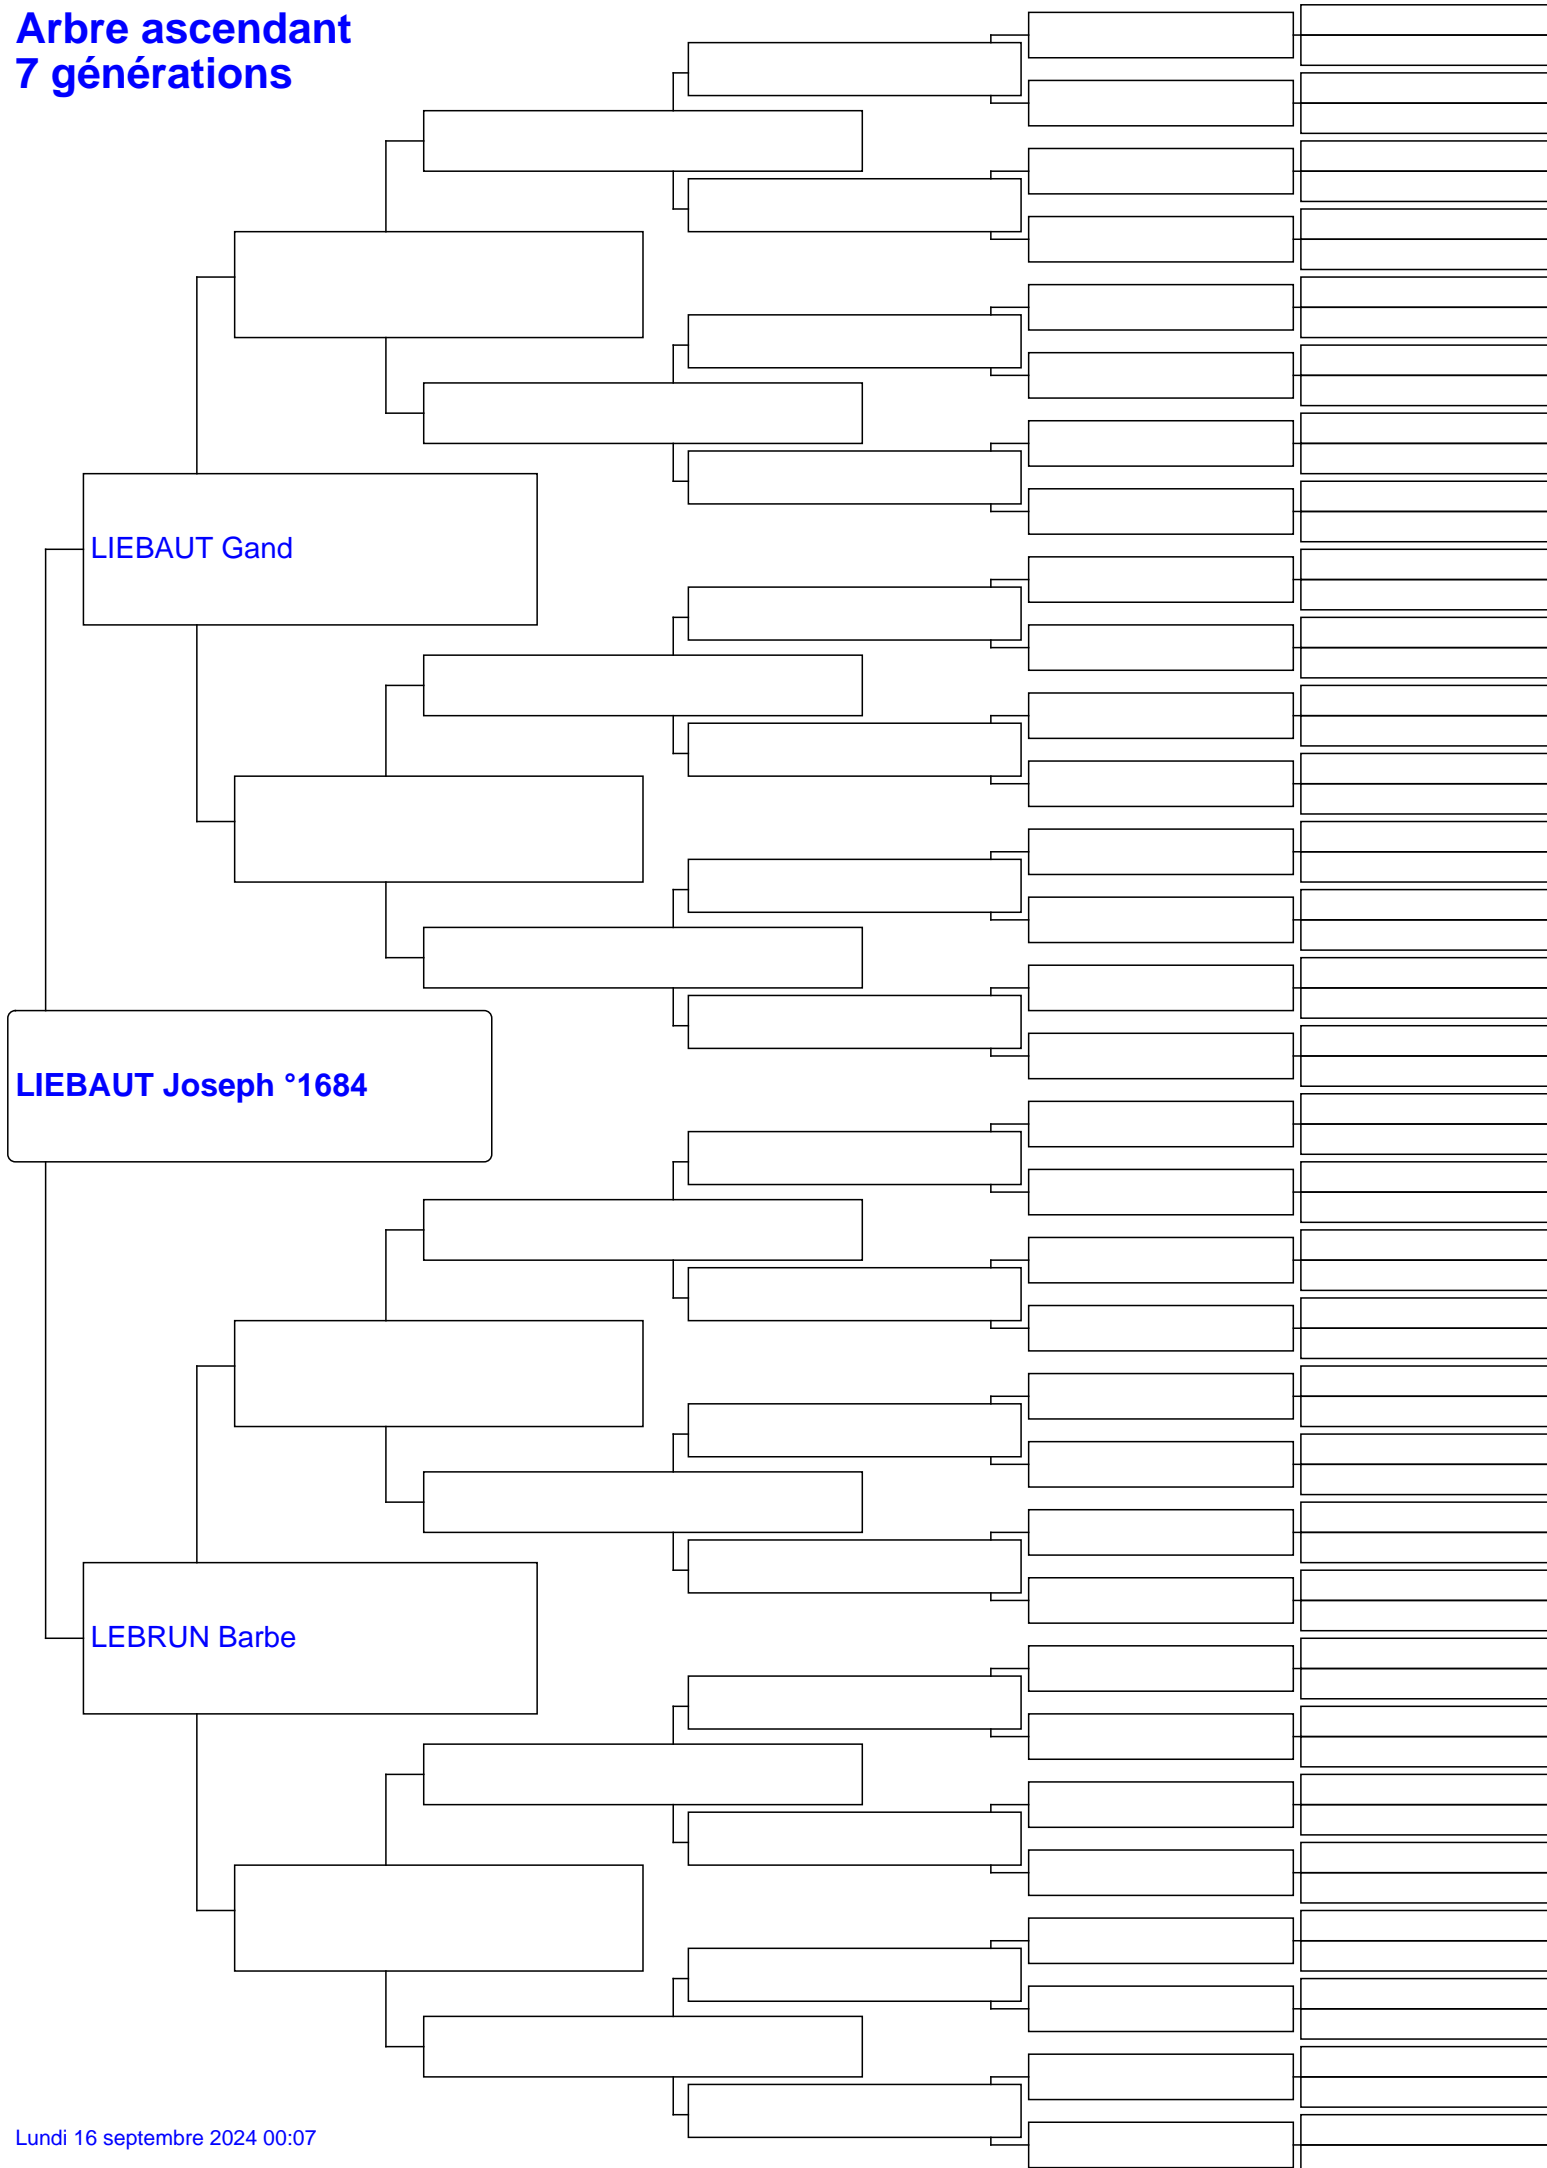 Arbre ascendant
7 générations
LIEBAUT Gand
LIEBAUT Joseph °1684
LEBRUN Barbe
Lundi 16 septembre 2024 00:07